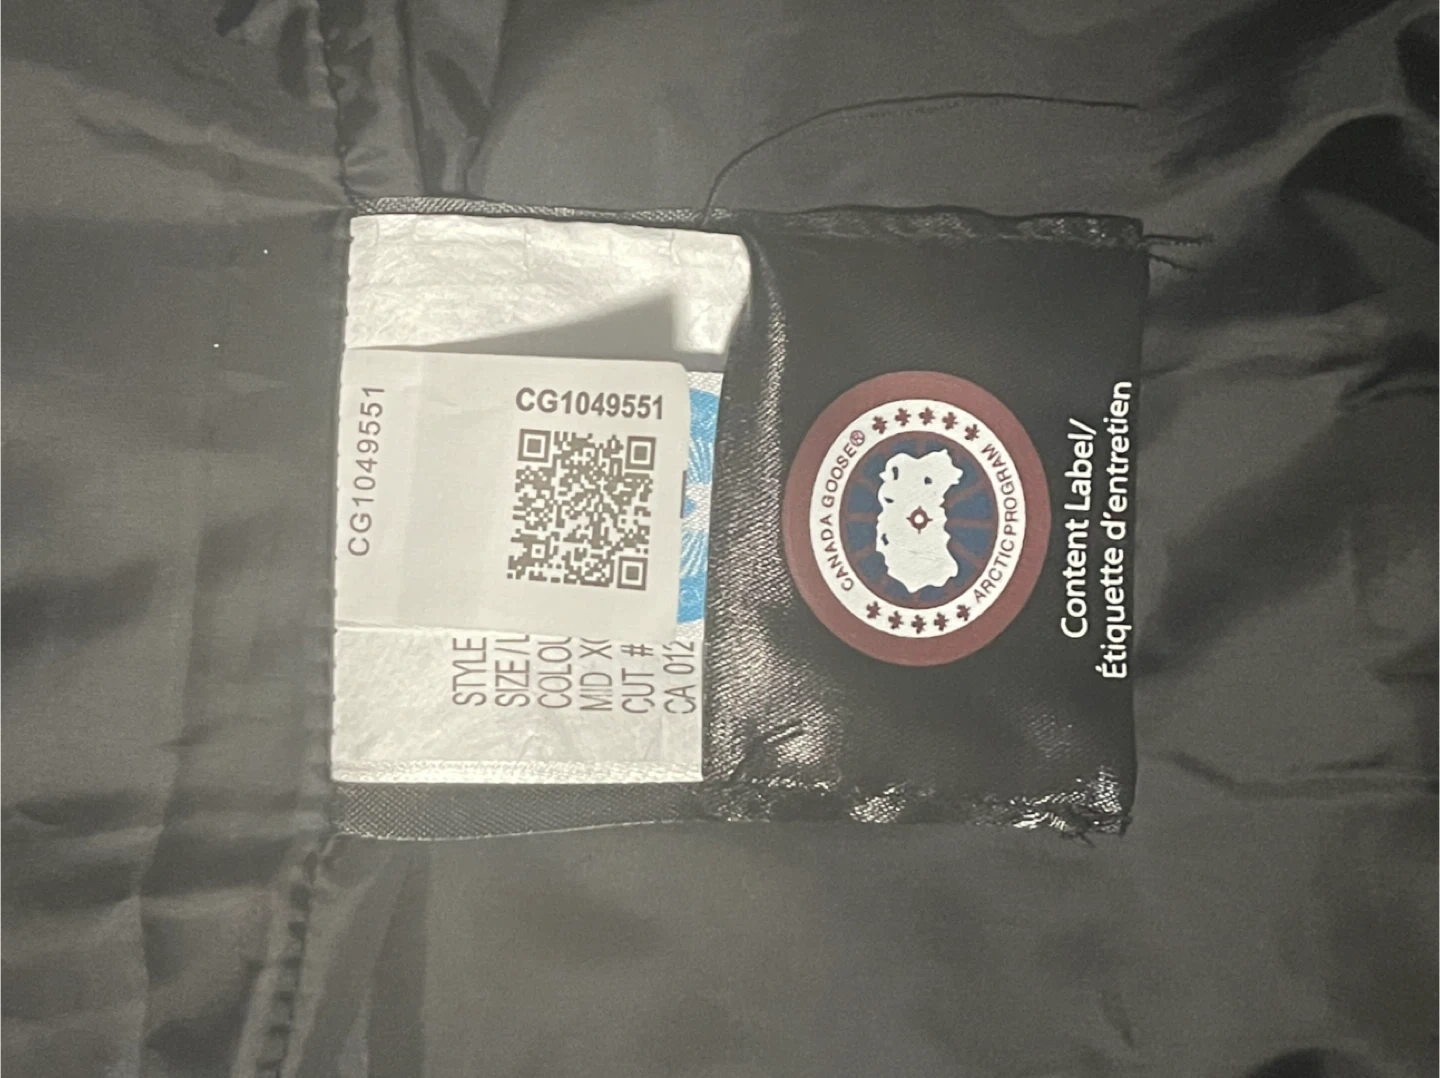 CG1049551
CG1049551
STYLE
SIZE/
COLOU
MID X
CUT #
CA 012
CANADA GOOSE®
ARCTIC PROGRAM
Content Label/
Étiquette d'entretien